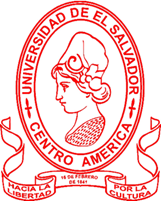 UNIVERSIDAD DE EL SALVADOR
CENTRO AMERICA
HACIA LA
LIBERTAD
16 DE FEBRERO
DE 1841
POR LA
CULTURA